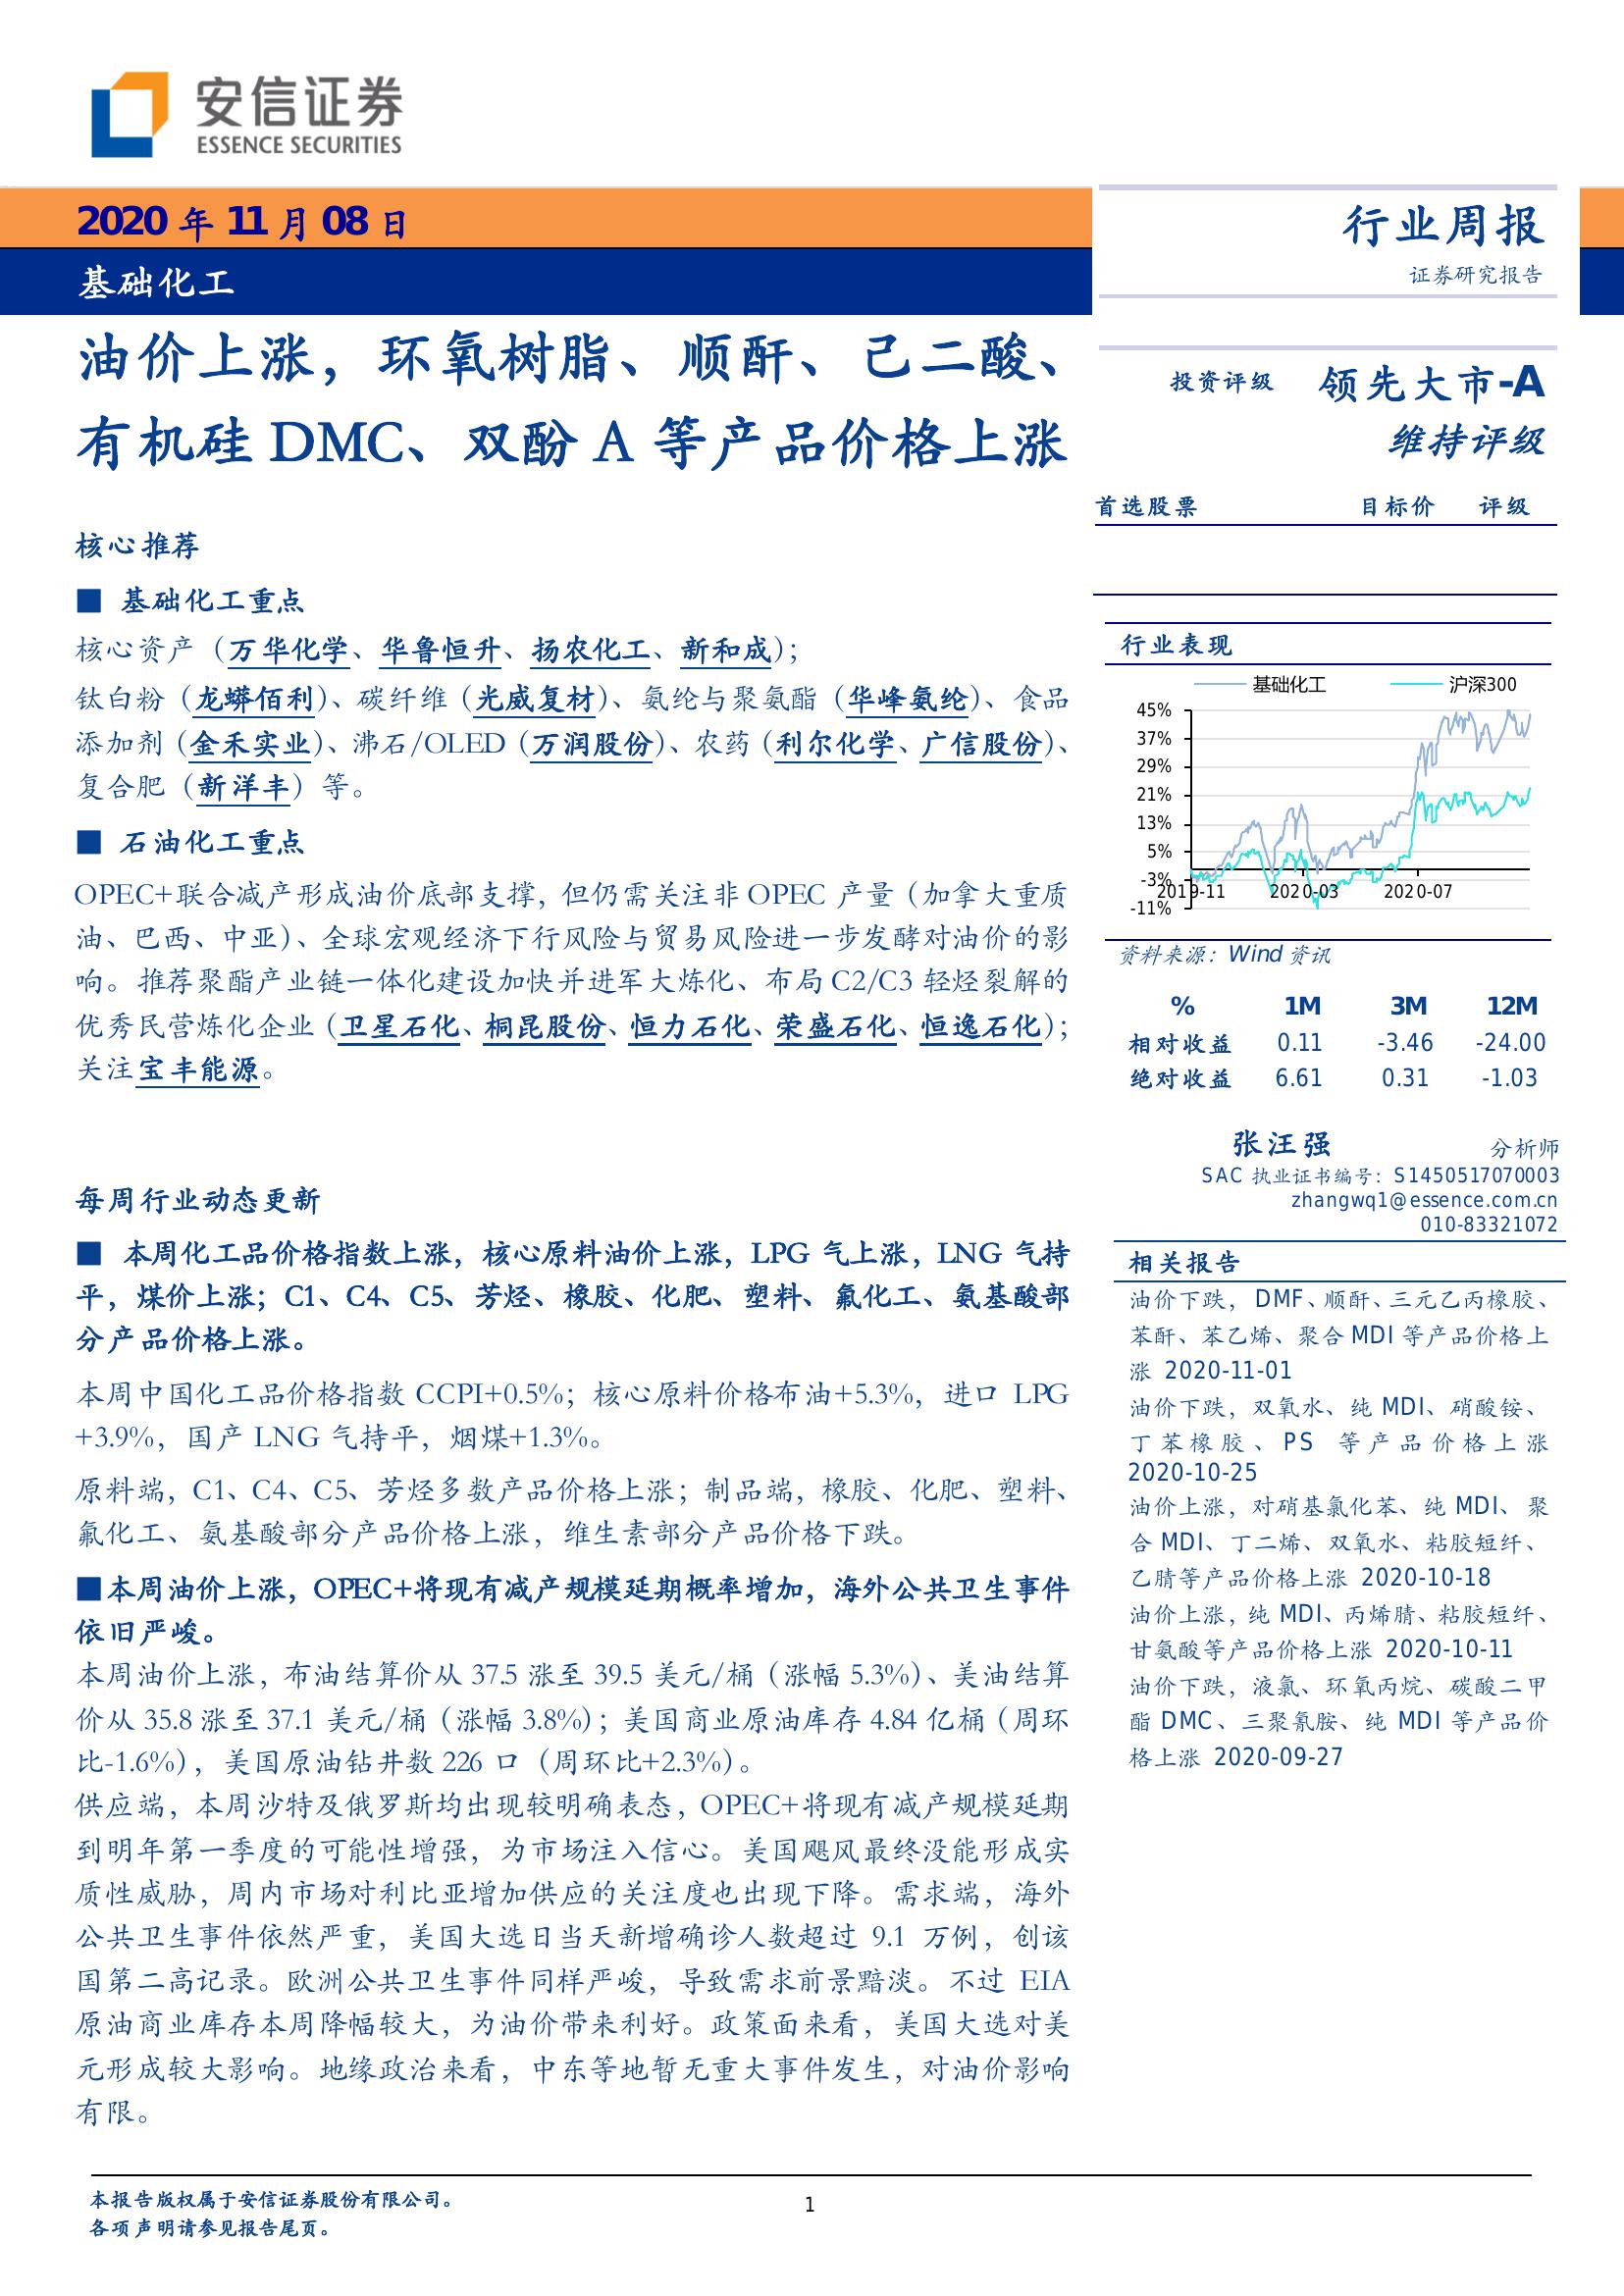 安信证券
ESSENCE SECURITIES
2020 年 11 月 08 日
基础化工
行业周报
证券研究报告
油价上涨，环氧树脂、顺酐、己二酸、
有机硅 DMC、双酚 A 等产品价格上涨
核心推荐
■ 基础化工重点
核心资产（万华化学、华鲁恒升、扬农化工、新和成）；
钛白粉（龙蟒佰利）、碳纤维（光威复材）、氨纶与聚氨酯（华峰氨纶）、食品
添加剂（金禾实业）、沸石/OLED（万润股份）、农药（利尔化学、广信股份）、
复合肥（新洋丰）等。
■ 石油化工重点
OPEC+联合减产形成油价底部支撑，但仍需关注非 OPEC 产量（加拿大重质
油、巴西、中亚）、全球宏观经济下行风险与贸易风险进一步发酵对油价的影
响。推荐聚酯产业链一体化建设加快并进军大炼化、布局 C2/C3 轻烃裂解的
优秀民营炼化企业（卫星石化、桐昆股份、恒力石化、荣盛石化、恒逸石化）；
关注宝丰能源。
每周行业动态更新
■ 本周化工品价格指数上涨，核心原料油价上涨，LPG 气上涨，LNG 气持
平，煤价上涨；C1、C4、C5、芳烃、橡胶、化肥、塑料、氟化工、氨基酸部
分产品价格上涨。
本周中国化工品价格指数 CCPI+0.5%；核心原料价格布油+5.3%，进口 LPG
+3.9%，国产 LNG 气持平，烟煤+1.3%。
原料端，C1、C4、C5、芳烃多数产品价格上涨；制品端，橡胶、化肥、塑料、
氟化工、氨基酸部分产品价格上涨，维生素部分产品价格下跌。
■本周油价上涨，OPEC+将现有减产规模延期概率增加，海外公共卫生事件
依旧严峻。
本周油价上涨，布油结算价从 37.5 涨至 39.5 美元/桶（涨幅 5.3%）、美油结算
价从 35.8 涨至 37.1 美元/桶（涨幅 3.8%）；美国商业原油库存 4.84 亿桶（周环
比-1.6%），美国原油钻井数 226 口（周环比+2.3%）。
供应端，本周沙特及俄罗斯均出现较明确表态，OPEC+将现有减产规模延期
到明年第一季度的可能性增强，为市场注入信心。美国飓风最终没能形成实
质性威胁，周内市场对利比亚增加供应的关注度也出现下降。需求端，海外
公共卫生事件依然严重，美国大选日当天新增确诊人数超过 9.1 万例，创该
国第二高记录。欧洲公共卫生事件同样严峻，导致需求前景黯淡。不过 EIA
原油商业库存本周降幅较大，为油价带来利好。政策面来看，美国大选对美
元形成较大影响。地缘政治来看，中东等地暂无重大事件发生，对油价影响
有限。
投资评级 领先大市-A
维持评级
首选股票 目标价 评级
行业表现
基础化工 沪深300
45%
37%
29%
21%
13%
5%
-3%
-11%
2019-11 2020-03 2020-07
资料来源：Wind 资讯
% 1M 3M 12M
相对收益 0.11 -3.46 -24.00
绝对收益 6.61 0.31 -1.03
张汪强 分析师
SAC 执业证书编号：S1450517070003
zhangwq1@essence.com.cn
010-83321072
相关报告
油价下跌，DMF、顺酐、三元乙丙橡胶、
苯酐、苯乙烯、聚合 MDI 等产品价格上
涨 2020-11-01
油价下跌，双氧水、纯 MDI、硝酸铵、
丁苯橡胶、PS 等产品价格上涨
2020-10-25
油价上涨，对硝基氯化苯、纯 MDI、聚
合 MDI、丁二烯、双氧水、粘胶短纤、
乙腈等产品价格上涨 2020-10-18
油价上涨，纯 MDI、丙烯腈、粘胶短纤、
甘氨酸等产品价格上涨 2020-10-11
油价下跌，液氯、环氧丙烷、碳酸二甲
酯 DMC、三聚氰胺、纯 MDI 等产品价
格上涨 2020-09-27
本报告版权属于安信证券股份有限公司。
各项声明请参见报告尾页。
1